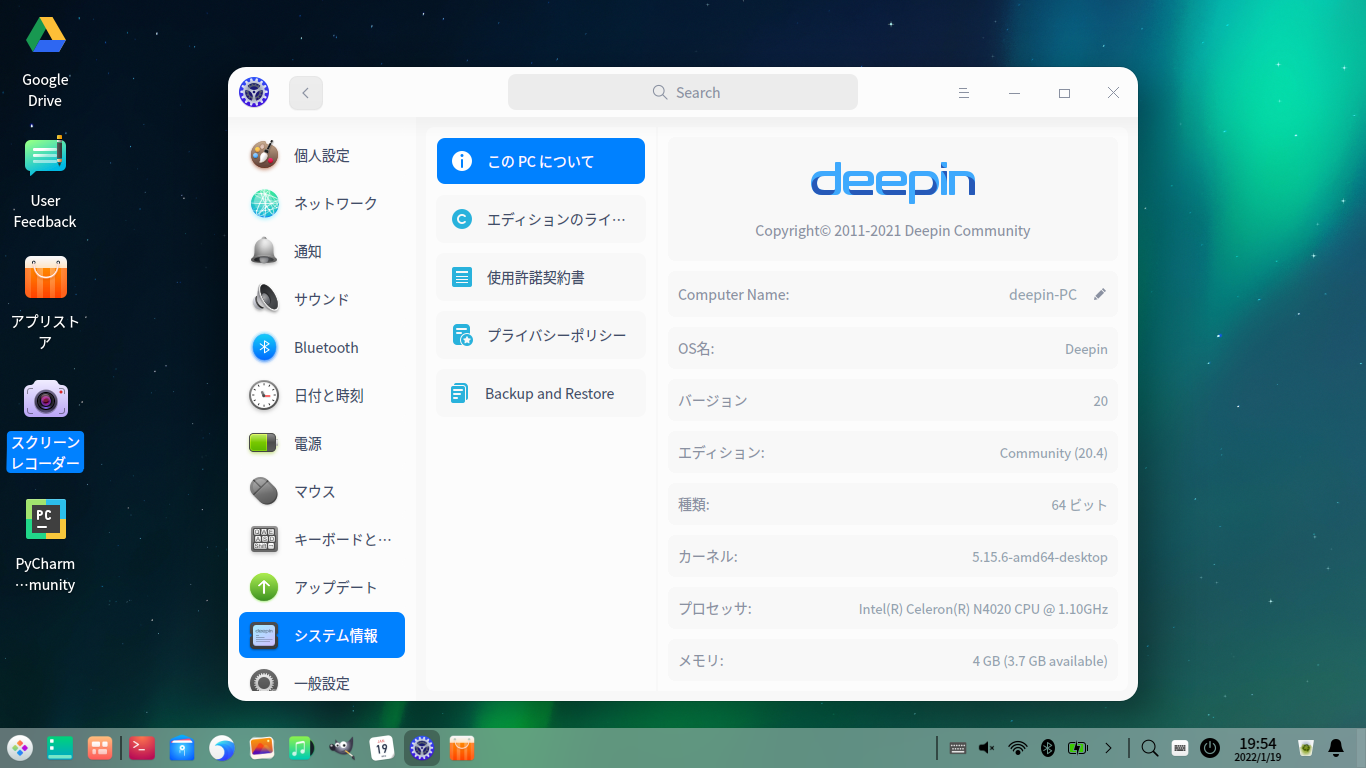 Google
Drive
User
Feedback
アプリスト
ア
スクリーン
レコーダー
PC
PyCharm
…munity
Search
個人設定
ネットワーク
通知
サウンド
Bluetooth
日付と時刻
電源
マウス
キーボードと…
アップデート
システム情報
一般設定
この PC について
エディションのライ…
使用許諾契約書
プライバシーポリシー
Backup and Restore
deepin
Copyright© 2011-2021 Deepin Community
Computer Name: deepin-PC
OS名: Deepin
バージョン 20
エディション: Community (20.4)
種類: 64 ビット
カーネル: 5.15.6-amd64-desktop
プロセッサ: Intel(R) Celeron(R) N4020 CPU @ 1.10GHz
メモリ: 4 GB (3.7 GB available)
19
19:54
2022/1/19